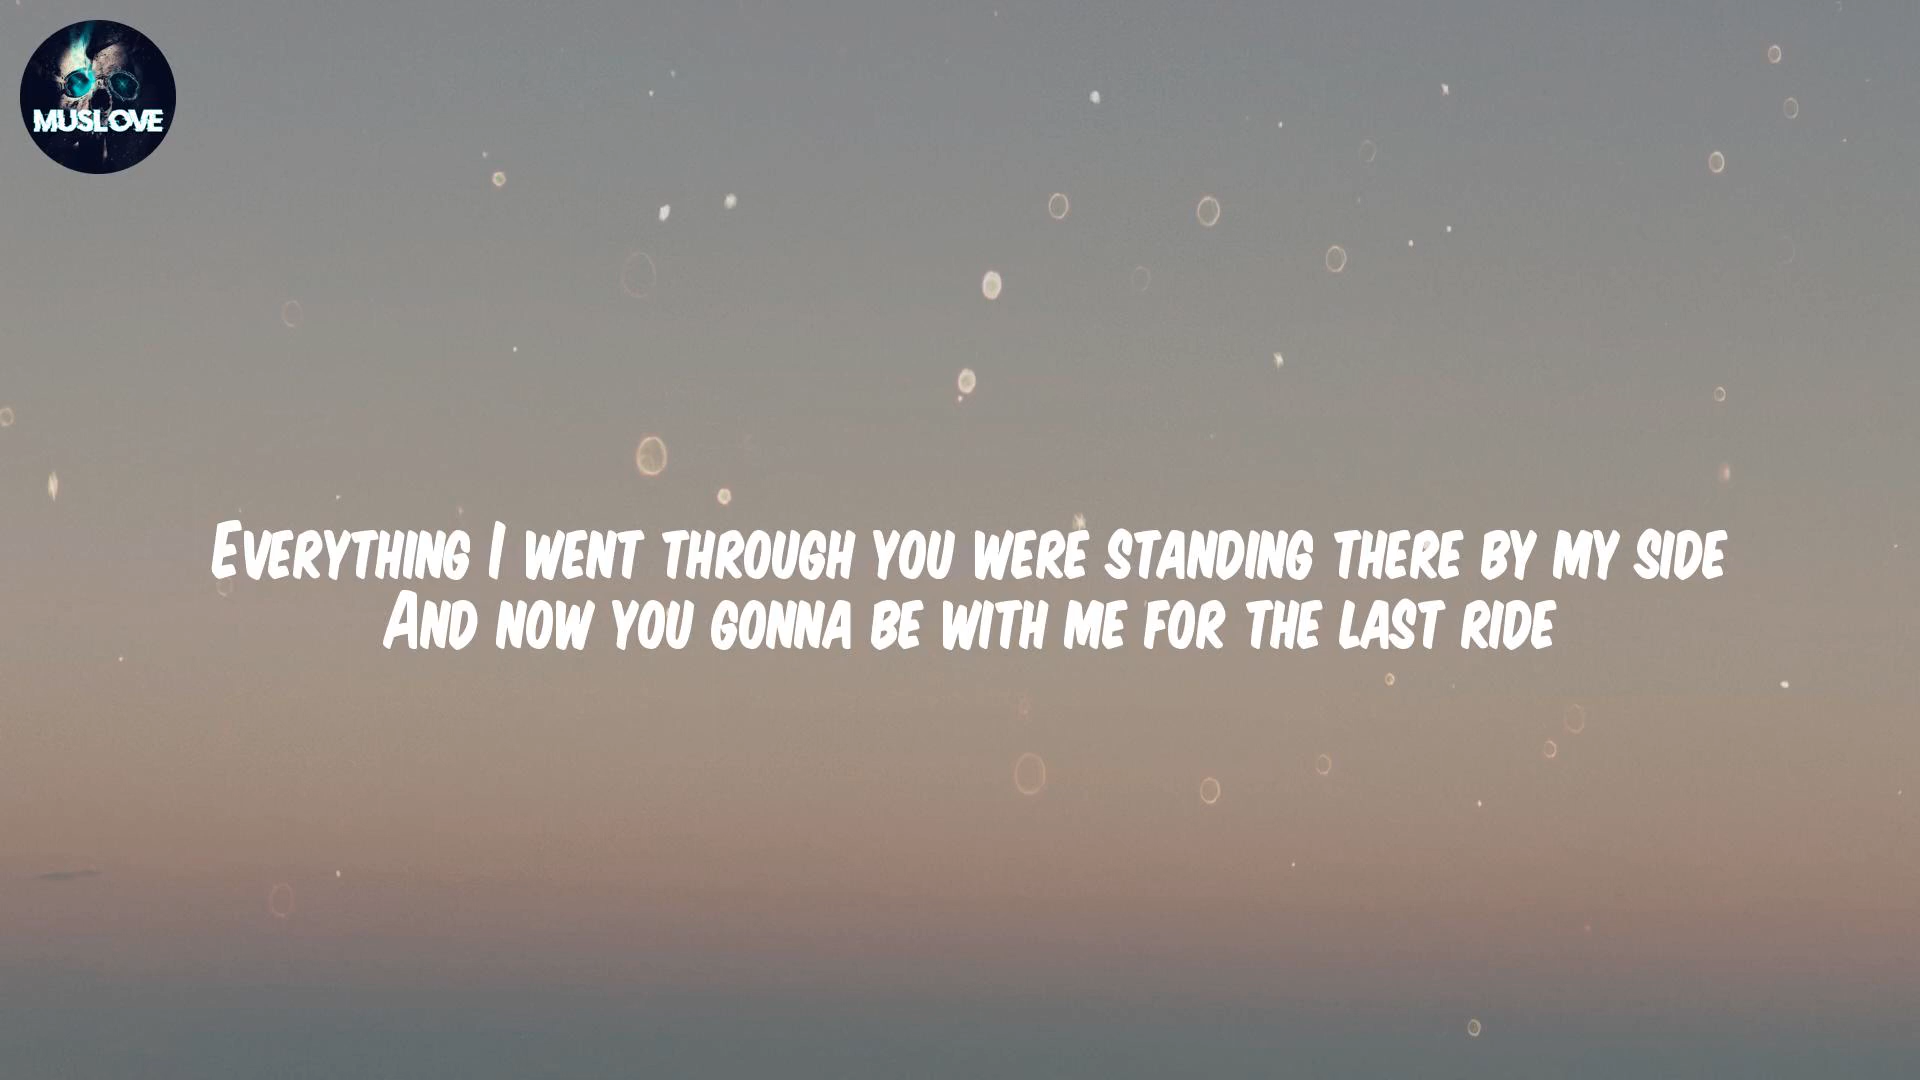 MUSLOVE
Everything I went through you were standing there by my side
And now you gonna be with me for the last ride